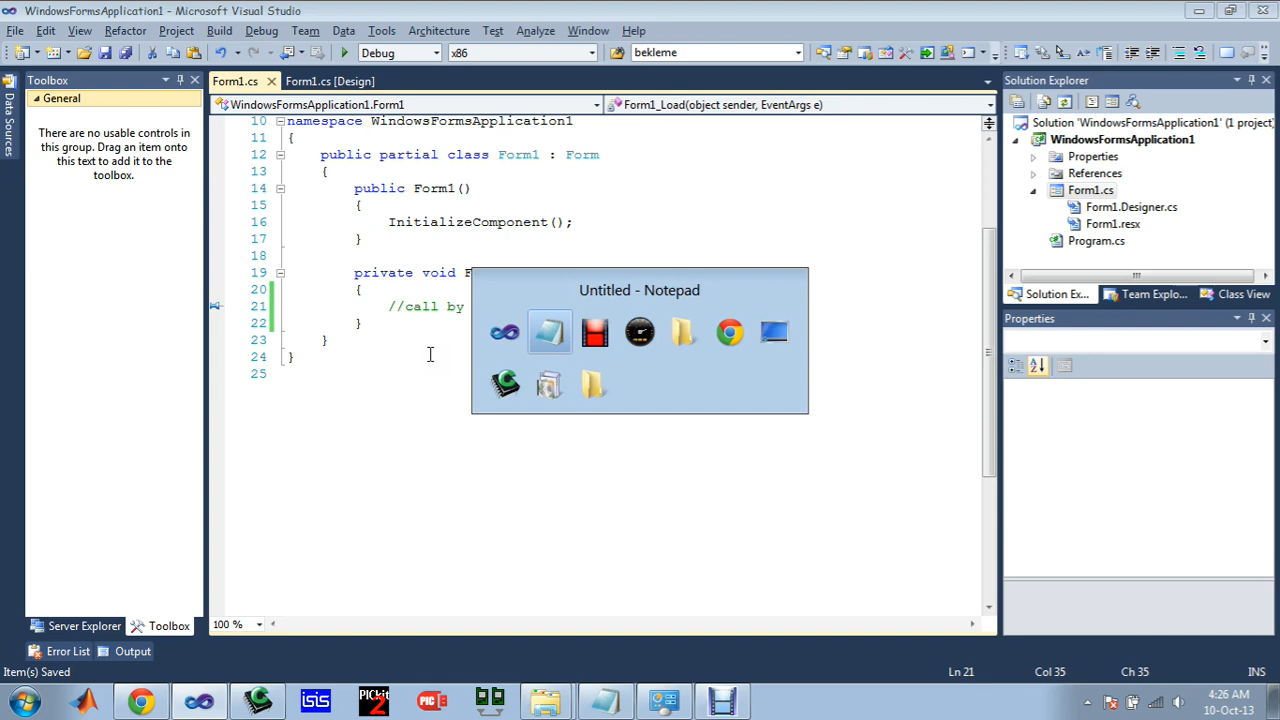 WindowsFormsApplication1 - Microsoft Visual Studio
File Edit View Refactor Project Build Debug Team Data Tools Architecture Test Analyze Window Help
Debug x86 bekleme
Data Sources
Toolbox
General
There are no usable controls in
this group. Drag an item onto
this text to add it to the
toolbox.
Server Explorer Toolbox
Form1.cs Form1.cs [Design]
WindowsFormsApplication1.Form1 Form1_Load(object sender, EventArgs e)
10 namespace WindowsFormsApplication1
11 {
12 public partial class Form1 : Form
13 {
14 public Form1()
15 {
16 InitializeComponent();
17 }
18
19 private void F
20 {
21 //call by
22 }
23 }
24 }
25
Untitled - Notepad
100 %
Solution Explorer
Solution 'WindowsFormsApplication1' (1 project)
WindowsFormsApplication1
Properties
References
Form1.cs
Form1.Designer.cs
Form1.resx
Program.cs
Solution Ex... Team Explo... Class View
Properties
Error List Output
Item(s) Saved Ln 21 Col 35 Ch 35 INS
isis PICkit 2 PIC
4:26 AM
10-Oct-13